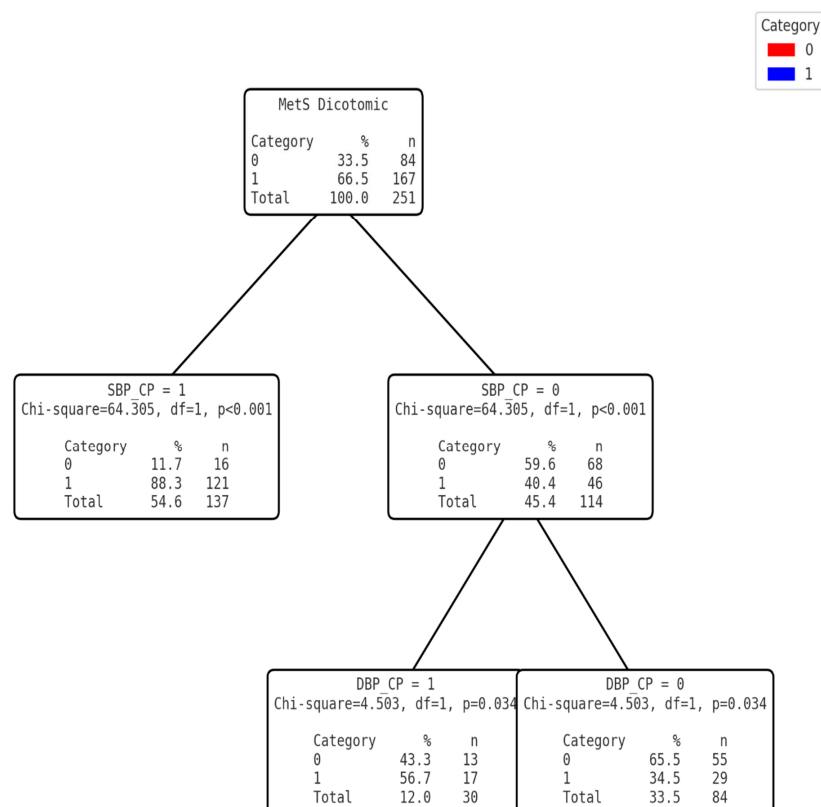 Category
0
1
MetS Dicotomic
Category % n
0 33.5 84
1 66.5 167
Total 100.0 251
SBP_CP = 1
Chi-square=64.305, df=1, p<0.001
Category % n
0 11.7 16
1 88.3 121
Total 54.6 137
SBP_CP = 0
Chi-square=64.305, df=1, p<0.001
Category % n
0 59.6 68
1 40.4 46
Total 45.4 114
DBP_CP = 1
Chi-square=4.503, df=1, p=0.034
Category % n
0 43.3 13
1 56.7 17
Total 12.0 30
DBP_CP = 0
Chi-square=4.503, df=1, p=0.034
Category % n
0 65.5 55
1 34.5 29
Total 33.5 84